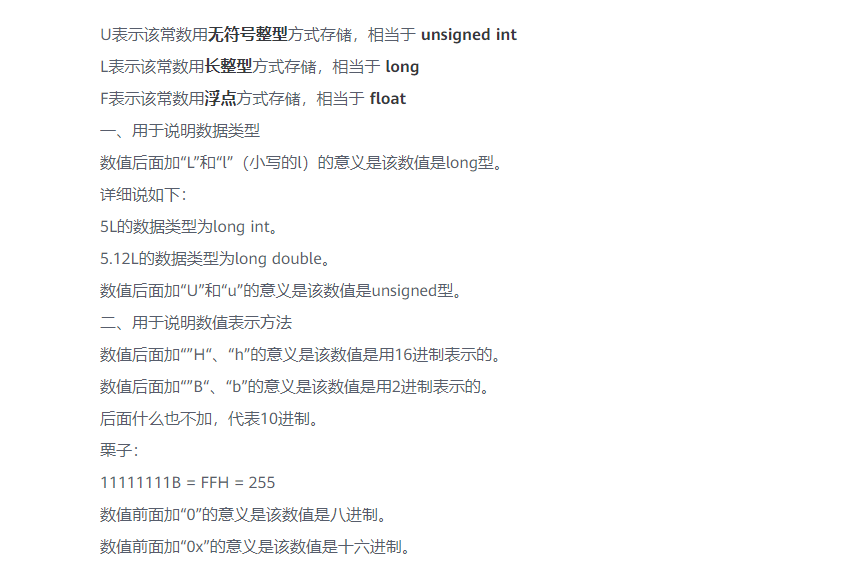 U表示该常数用无符号整型方式存储，相当于 unsigned int
L表示该常数用长整型方式存储，相当于 long
F表示该常数用浮点方式存储，相当于 float
一、用于说明数据类型
数值后面加“L”和“l”（小写的l）的意义是该数值是long型。
详细说如下：
5L的数据类型为long int。
5.12L的数据类型为long double。
数值后面加“U”和“u”的意义是该数值是unsigned型。
二、用于说明数值表示方法
数值后面加“”H“、“h”的意义是该数值是用16进制表示的。
数值后面加“”B“、“b”的意义是该数值是用2进制表示的。
后面什么也不加，代表10进制。
栗子：
11111111B = FFH = 255
数值前面加“0”的意义是该数值是八进制。
数值前面加“0x”的意义是该数值是十六进制。